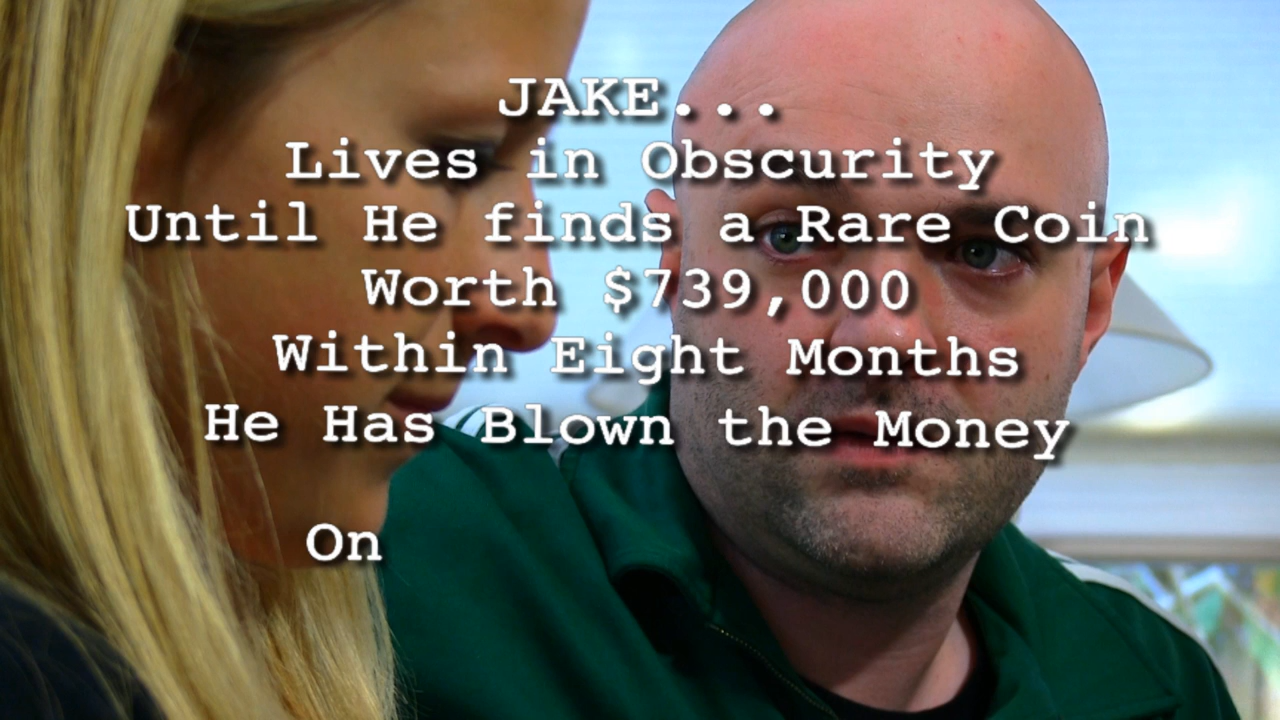 JAKE...
Lives in Obscurity
Until He finds a Rare Coin
Worth $739,000
Within Eight Months
He Has Blown the Money
On